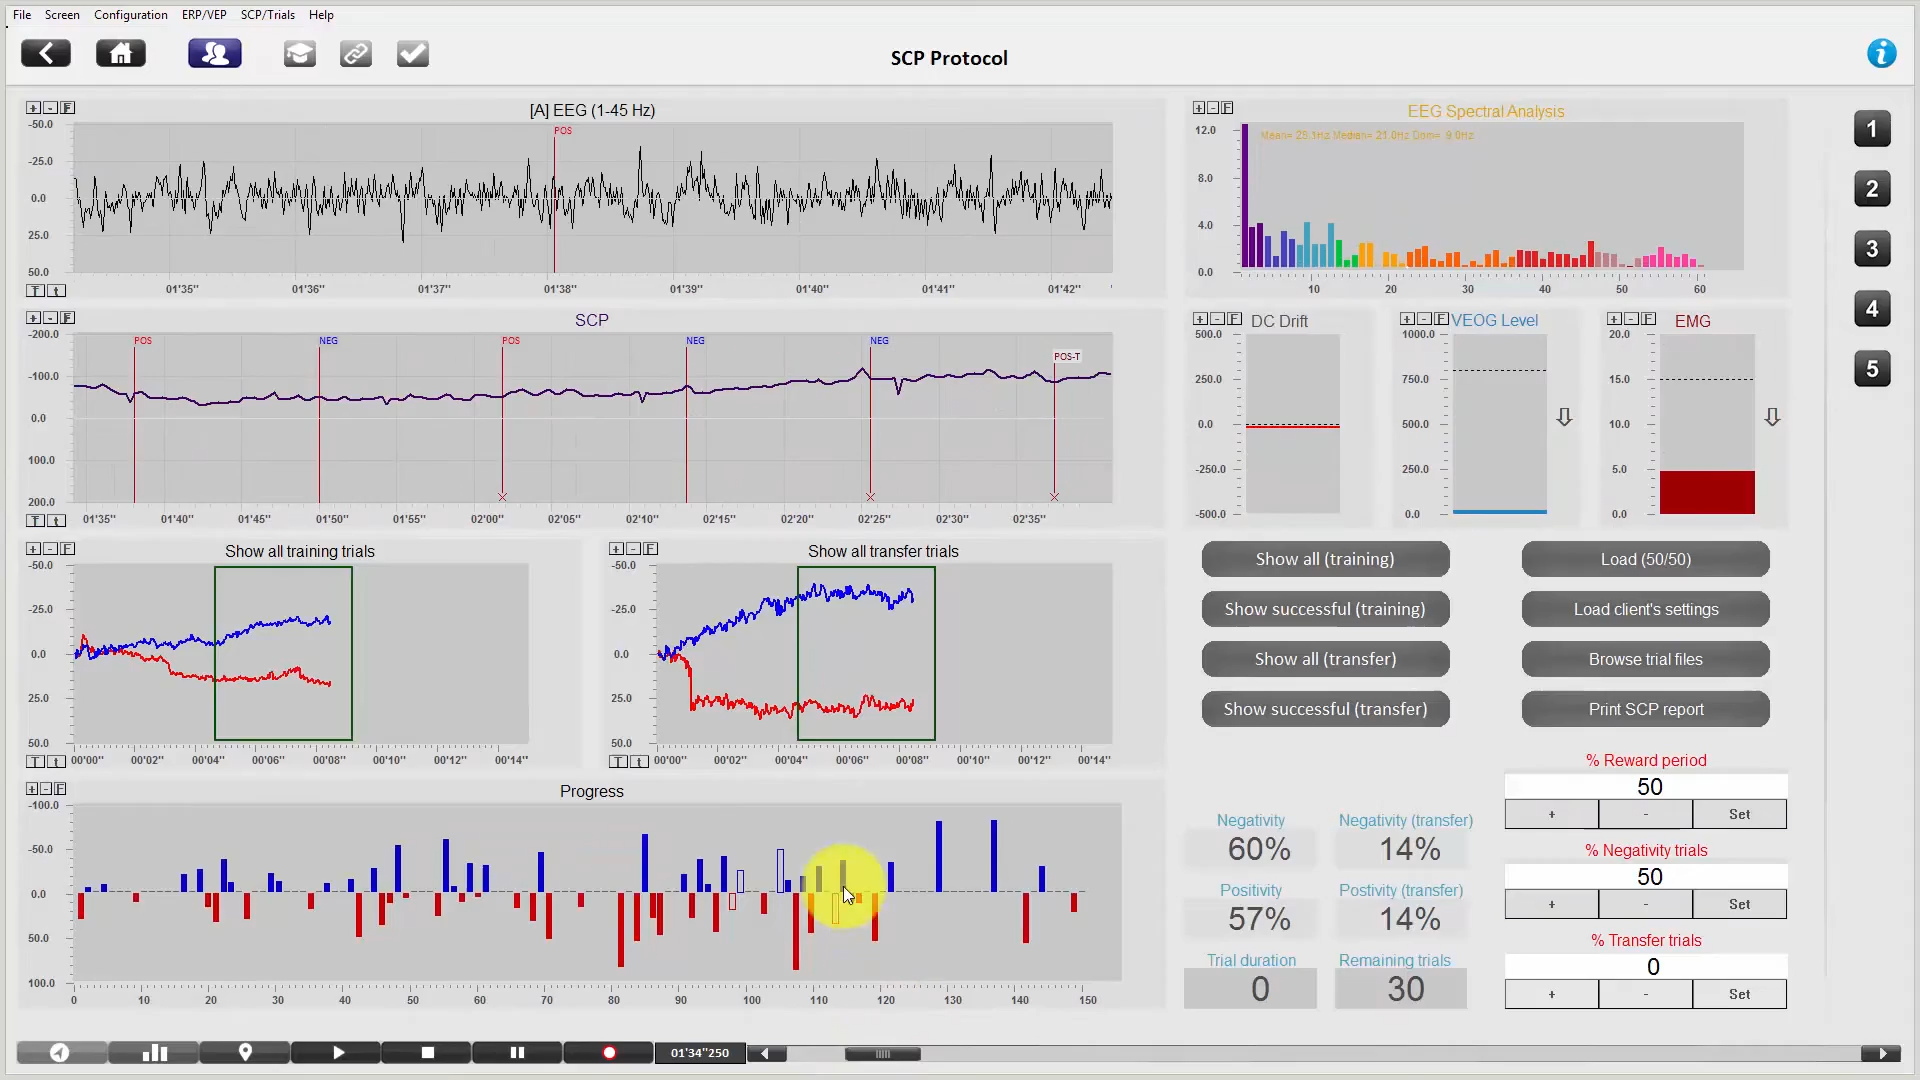 File Screen Configuration ERP/VEP SCP/Trials Help
SCP Protocol
+ - F
[A] EEG (1-45 Hz)
-50.0
-25.0
0.0
25.0
50.0
POS
01'35" 01'36" 01'37" 01'38" 01'39" 01'40" 01'41" 01'42"
T t
+ - F
EEG Spectral Analysis
Mean= 25.1Hz Median= 21.0Hz Dom= 9.0Hz
12.0
8.0
4.0
0.0
10 20 30 40 50 60
1
2
3
4
5
+ - F
SCP
-200.0
-100.0
0.0
100.0
200.0
POS NEG POS NEG NEG POS-T
01'35" 01'40" 01'45" 01'50" 01'55" 02'00" 02'05" 02'10" 02'15" 02'20" 02'25" 02'30" 02'35"
T t
+ - F DC Drift
500.0
250.0
0.0
-250.0
-500.0
+ - F VEOG Level
1000.0
750.0
500.0
250.0
0.0
+ - F EMG
20.0
15.0
10.0
5.0
0.0
+ - F
Show all training trials
-50.0
-25.0
0.0
25.0
50.0
00'00" 00'02" 00'04" 00'06" 00'08" 00'10" 00'12" 00'14"
T t
+ - F
Show all transfer trials
-50.0
-25.0
0.0
25.0
50.0
00'00" 00'02" 00'04" 00'06" 00'08" 00'10" 00'12" 00'14"
T t
Show all (training)
Load (50/50)
Show successful (training)
Load client's settings
Show all (transfer)
Browse trial files
Show successful (transfer)
Print SCP report
+ - F
Progress
-100.0
-50.0
0.0
50.0
100.0
0 10 20 30 40 50 60 70 80 90 100 110 120 130 140 150
Negativity
60%
Negativity (transfer)
14%
Positivity
57%
Postivity (transfer)
14%
Trial duration
0
Remaining trials
30
% Reward period
50
+ - Set
% Negativity trials
50
+ - Set
% Transfer trials
0
+ - Set
01'34"250